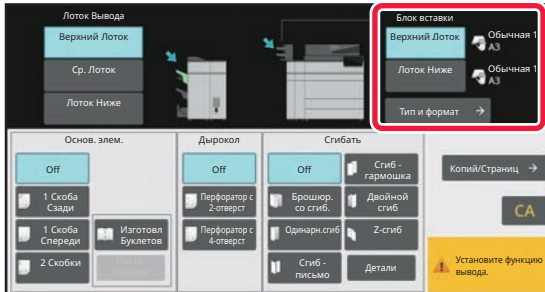 Лоток Вывода
Верхний Лоток
Ср. Лоток
Лоток Ниже
Блок вставки
Верхний Лоток
Обычная 1
A3
Лоток Ниже
Обычная 1
A3
Тип и формат →
Основ. элем.
Off
1 Скоба
Сзади
1 Скоба
Спереди
2 Скобки
Изготовл
Буклетов
Дырокол
Off
Перфоратор с
2-отверст
Перфоратор с
4-отверст
Сгибать
Off
Сгиб -
гармошка
Брошюр.
со сгиб.
Двойной
сгиб
Одинарн.сгиб
Z-сгиб
Сгиб -
письмо
Детали
Копий/Страниц →
CA
Установите функцию
вывода.